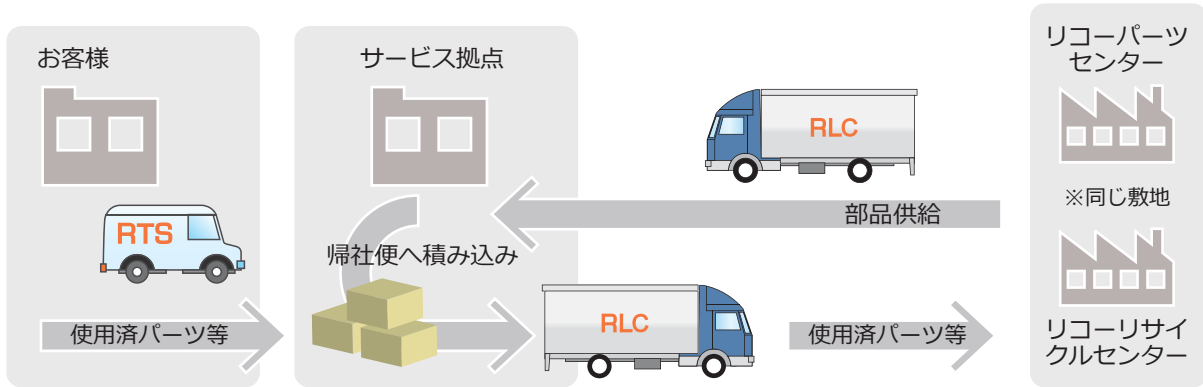 お客様
サービス拠点
リコーパーツ
センター
RLC
※同じ敷地
部品供給
RTS
帰社便へ積み込み
使用済パーツ等
RLC
使用済パーツ等
リコーリサイ
クルセンター